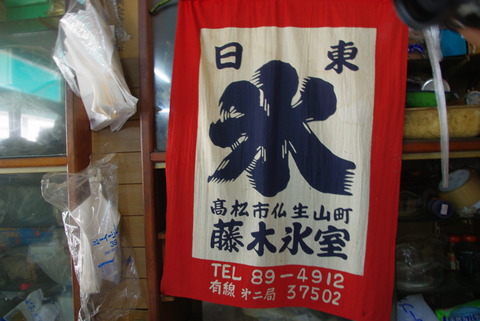 日東
氷
高松市仏生山町
藤木氷室
TEL 89-4912
有線 㐧二局 37502